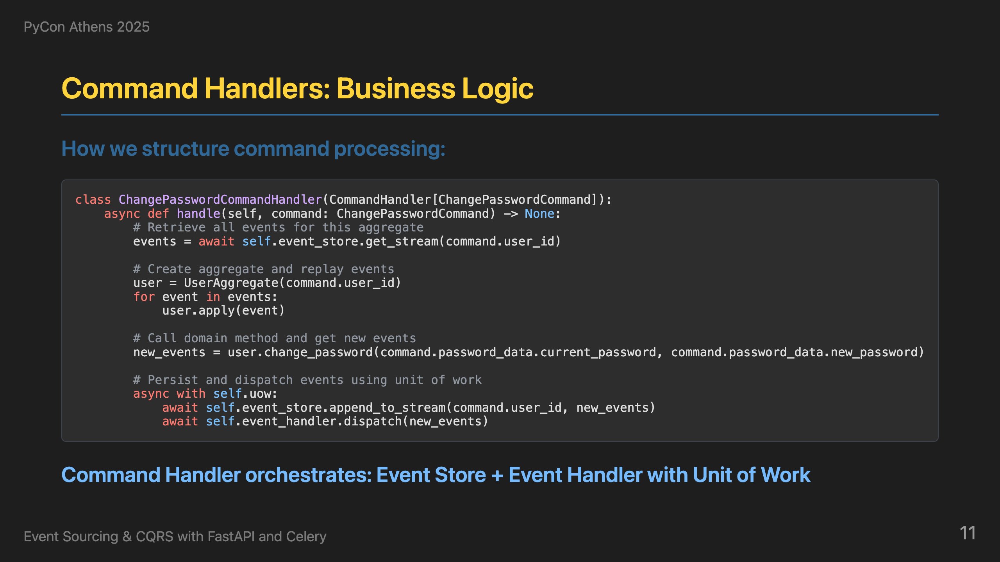 PyCon Athens 2025
Command Handlers: Business Logic
How we structure command processing:
class ChangePasswordCommandHandler(CommandHandler[ChangePasswordCommand]):
    async def handle(self, command: ChangePasswordCommand) -> None:
        # Retrieve all events for this aggregate
        events = await self.event_store.get_stream(command.user_id)

        # Create aggregate and replay events
        user = UserAggregate(command.user_id)
        for event in events:
            user.apply(event)

        # Call domain method and get new events
        new_events = user.change_password(command.password_data.current_password, command.password_data.new_password)

        # Persist and dispatch events using unit of work
        async with self.uow:
            await self.event_store.append_to_stream(command.user_id, new_events)
            await self.event_handler.dispatch(new_events)
Command Handler orchestrates: Event Store + Event Handler with Unit of Work
Event Sourcing & CQRS with FastAPI and Celery
11